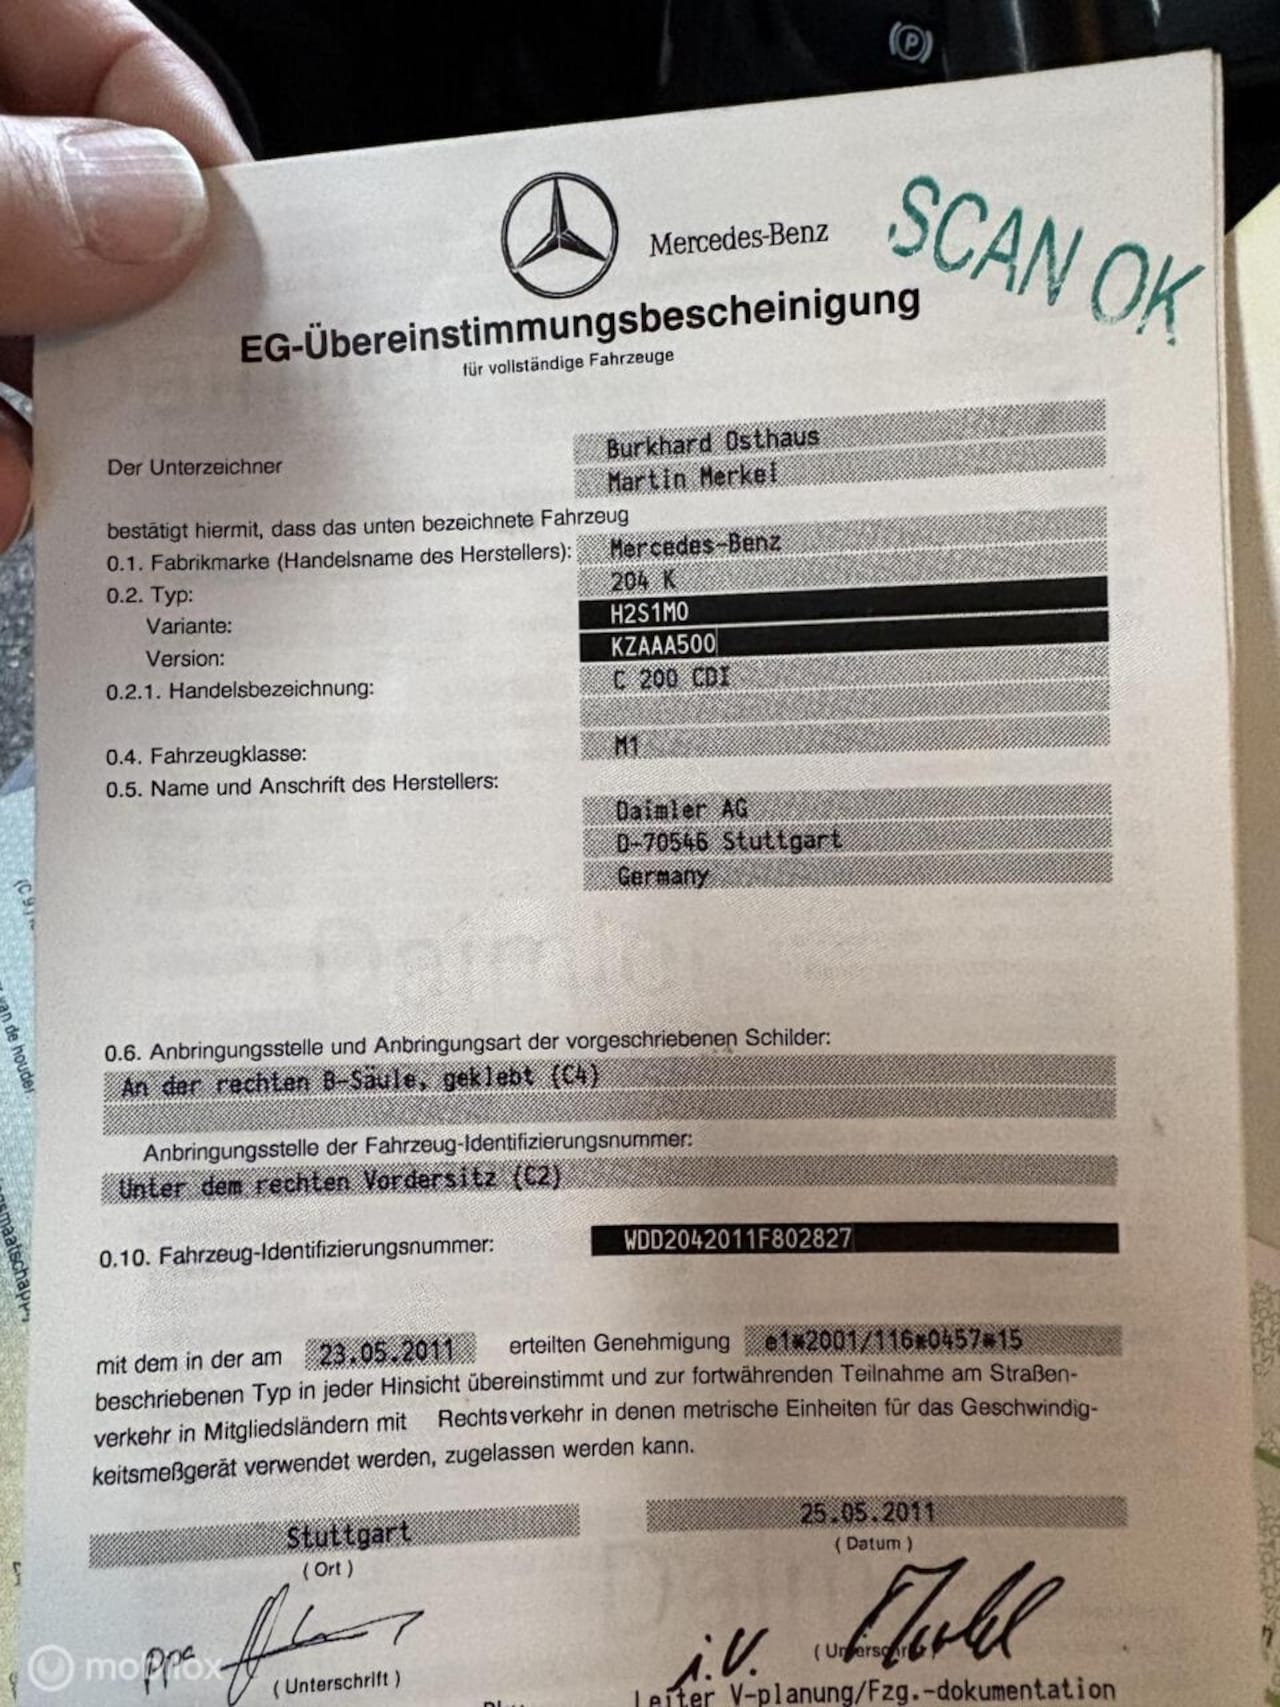 Mercedes-Benz
SCAN OK
EG-Übereinstimmungsbescheinigung
für vollständige Fahrzeuge
Der Unterzeichner
Burkhard Osthaus
Martin Merkel
bestätigt hiermit, dass das unten bezeichnete Fahrzeug
0.1. Fabrikmarke (Handelsname des Herstellers): Mercedes-Benz
0.2. Typ: 204 K
Variante: H2S1M0
Version: KZAAA500
0.2.1. Handelsbezeichnung: C 200 CDI
0.4. Fahrzeugklasse: M1
0.5. Name und Anschrift des Herstellers:
Daimler AG
D-70546 Stuttgart
Germany
0.6. Anbringungsstelle und Anbringungsart der vorgeschriebenen Schilder:
An der rechten B-Säule, geklebt (C4)
Anbringungsstelle der Fahrzeug-Identifizierungsnummer:
Unter dem rechten Vordersitz (C2)
0.10. Fahrzeug-Identifizierungsnummer: WDD2042011F802827
mit dem in der am 23.05.2011 erteilten Genehmigung e1*2001/116*0457*15
beschriebenen Typ in jeder Hinsicht übereinstimmt und zur fortwährenden Teilnahme am Straßen-
verkehr in Mitgliedsländern mit Rechtsverkehr in denen metrische Einheiten für das Geschwindig-
keitsmeßgerät verwendet werden, zugelassen werden kann.
Stuttgart 25.05.2011
(Ort) (Datum)
ppa i.V.
(Unterschrift) (Unterschrift)
Leiter V-planung/Fzg.-dokumentation
van de houder